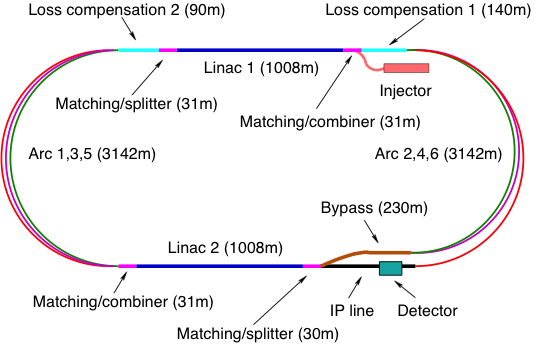 Loss compensation 2 (90m)
Loss compensation 1 (140m)
Linac 1 (1008m)
Injector
Matching/splitter (31m)
Matching/combiner (31m)
Arc 1,3,5 (3142m)
Arc 2,4,6 (3142m)
Bypass (230m)
Linac 2 (1008m)
Matching/combiner (31m)
IP line
Detector
Matching/splitter (30m)